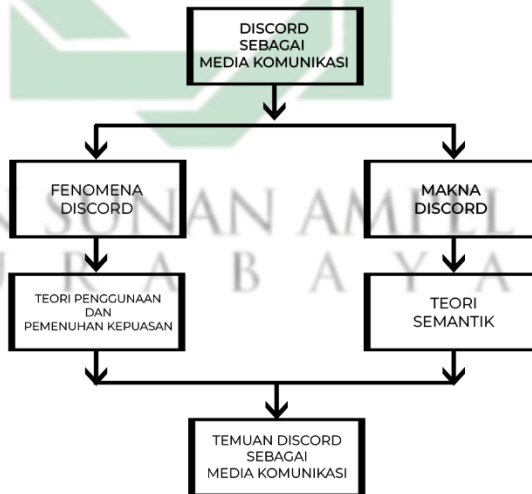 DISCORD
SEBAGAI
MEDIA KOMUNIKASI
FENOMENA
DISCORD
MAKNA
DISCORD
SUNAN AMPEL
SURABAYA
TEORI PENGGUNAAN
DAN
PEMENUHAN KEPUASAN
TEORI
SEMANTIK
TEMUAN DISCORD
SEBAGAI
MEDIA KOMUNIKASI